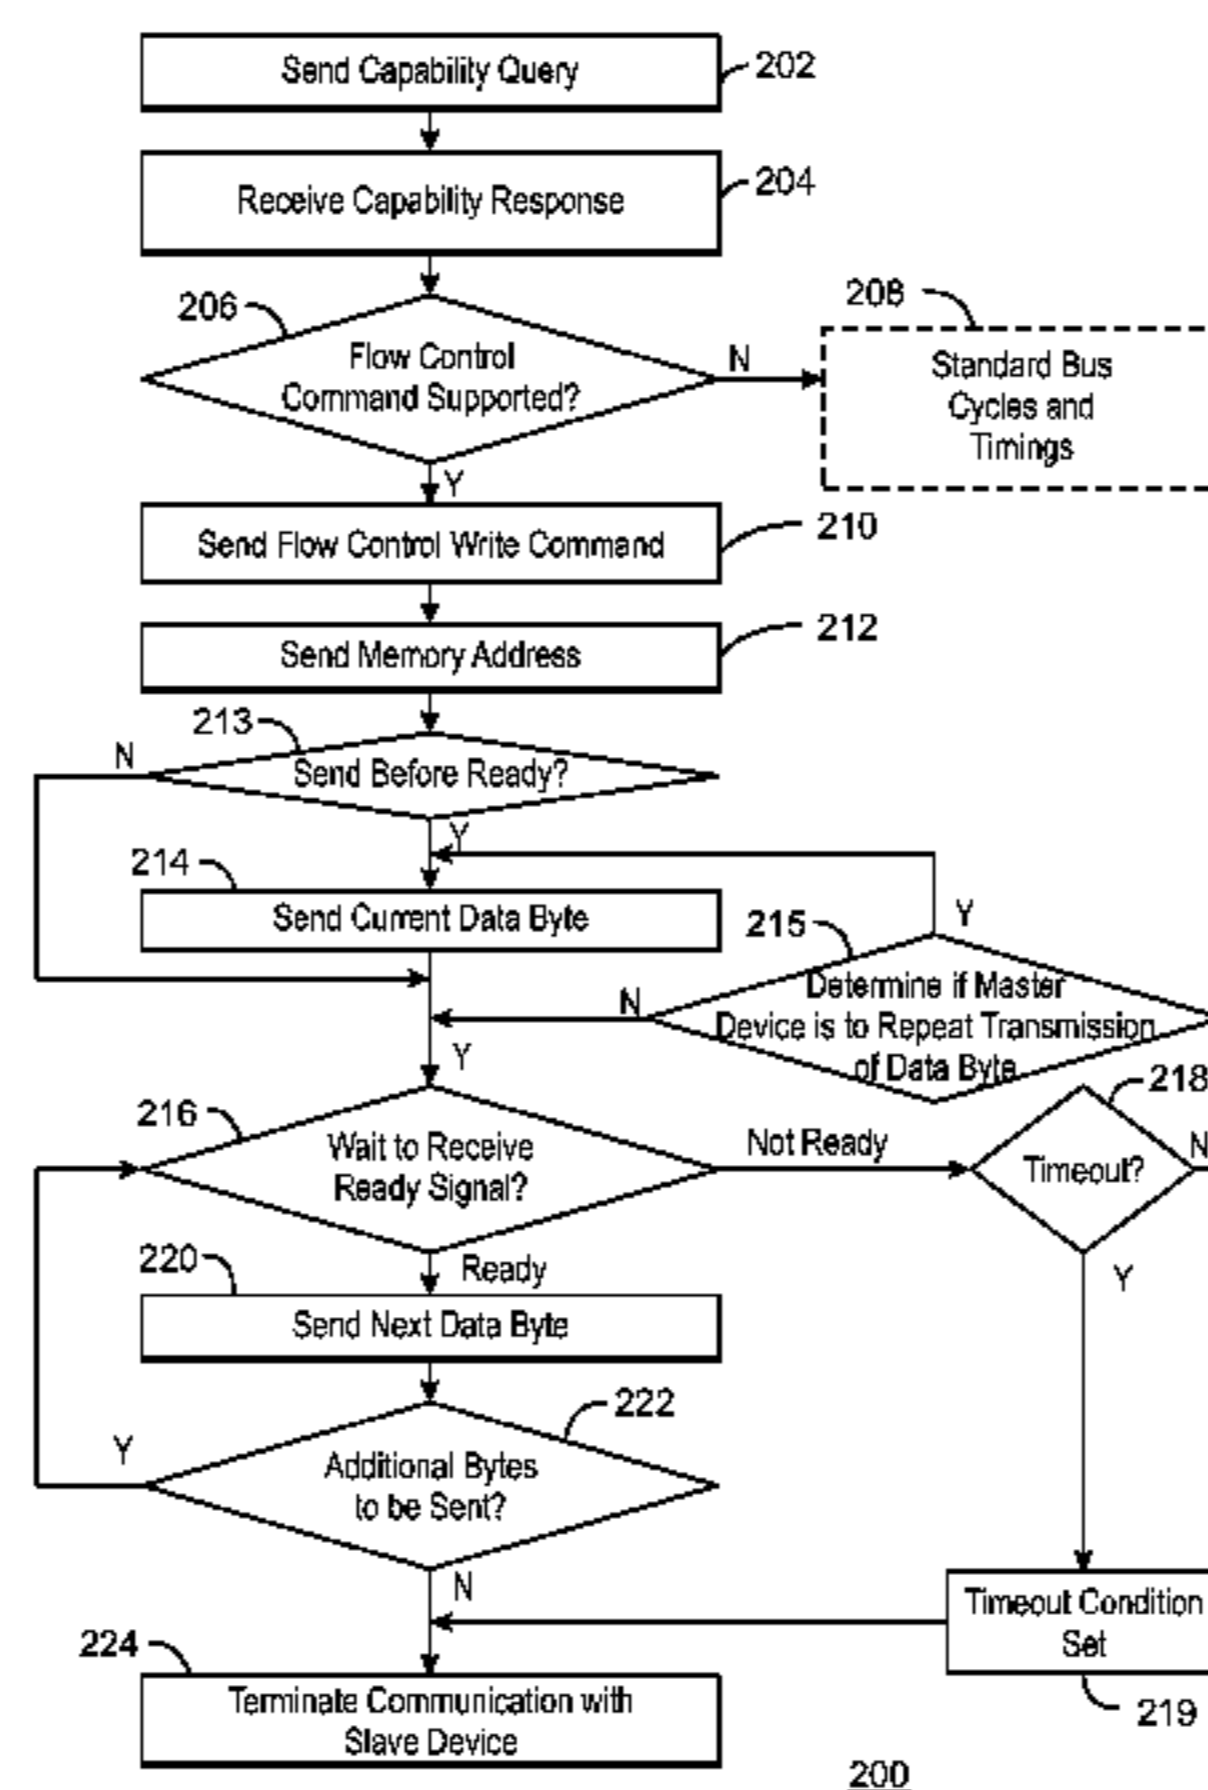 Send Capability Query
202
Receive Capability Response
204
206
Flow Control
Command Supported?
N
Y
208
Standard Bus
Cycles and
Timings
Send Flow Control Write Command
210
Send Memory Address
212
213
N
Send Before Ready?
Y
214
Send Current Data Byte
215
Y
Determine if Master
Device is to Repeat Transmission
of Data Byte
N
Y
216
Wait to Receive
Ready Signal?
Not Ready
218
Timeout?
N
Y
Ready
220
Send Next Data Byte
222
Additional Bytes
to be Sent?
Y
N
Timeout Condition
Set
219
224
Terminate Communication with
Slave Device
200